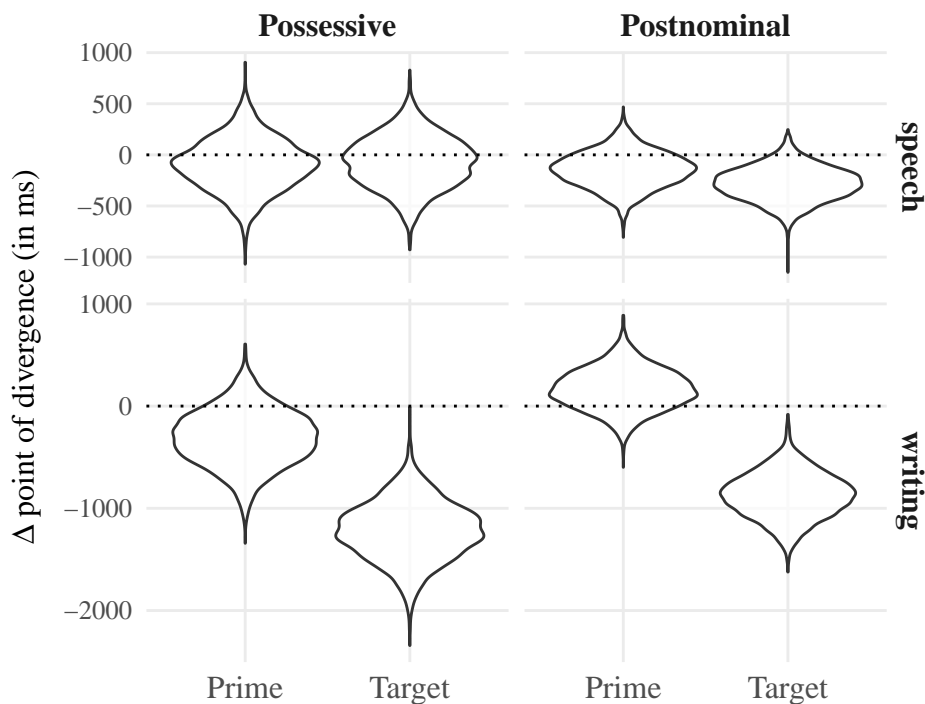 Possessive Postnominal
1000
500
0
−500
−1000
speech
1000
0
−1000
−2000
writing
Δ point of divergence (in ms)
Prime Target Prime Target